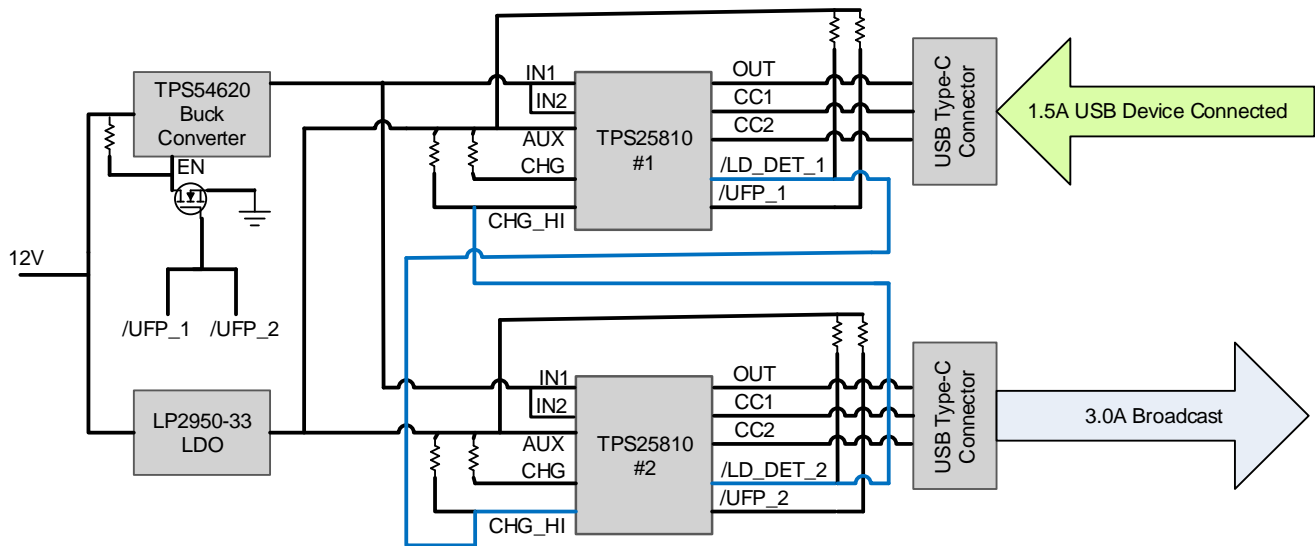 TPS54620
Buck
Converter
EN
12V
/UFP_1
/UFP_2
LP2950-33
LDO
IN1
IN2
AUX
CHG
CHG_HI
TPS25810
#1
OUT
CC1
CC2
/LD_DET_1
/UFP_1
USB Type-C
Connector
1.5A USB Device Connected
IN1
IN2
AUX
CHG
CHG_HI
TPS25810
#2
OUT
CC1
CC2
/LD_DET_2
/UFP_2
USB Type-C
Connector
3.0A Broadcast